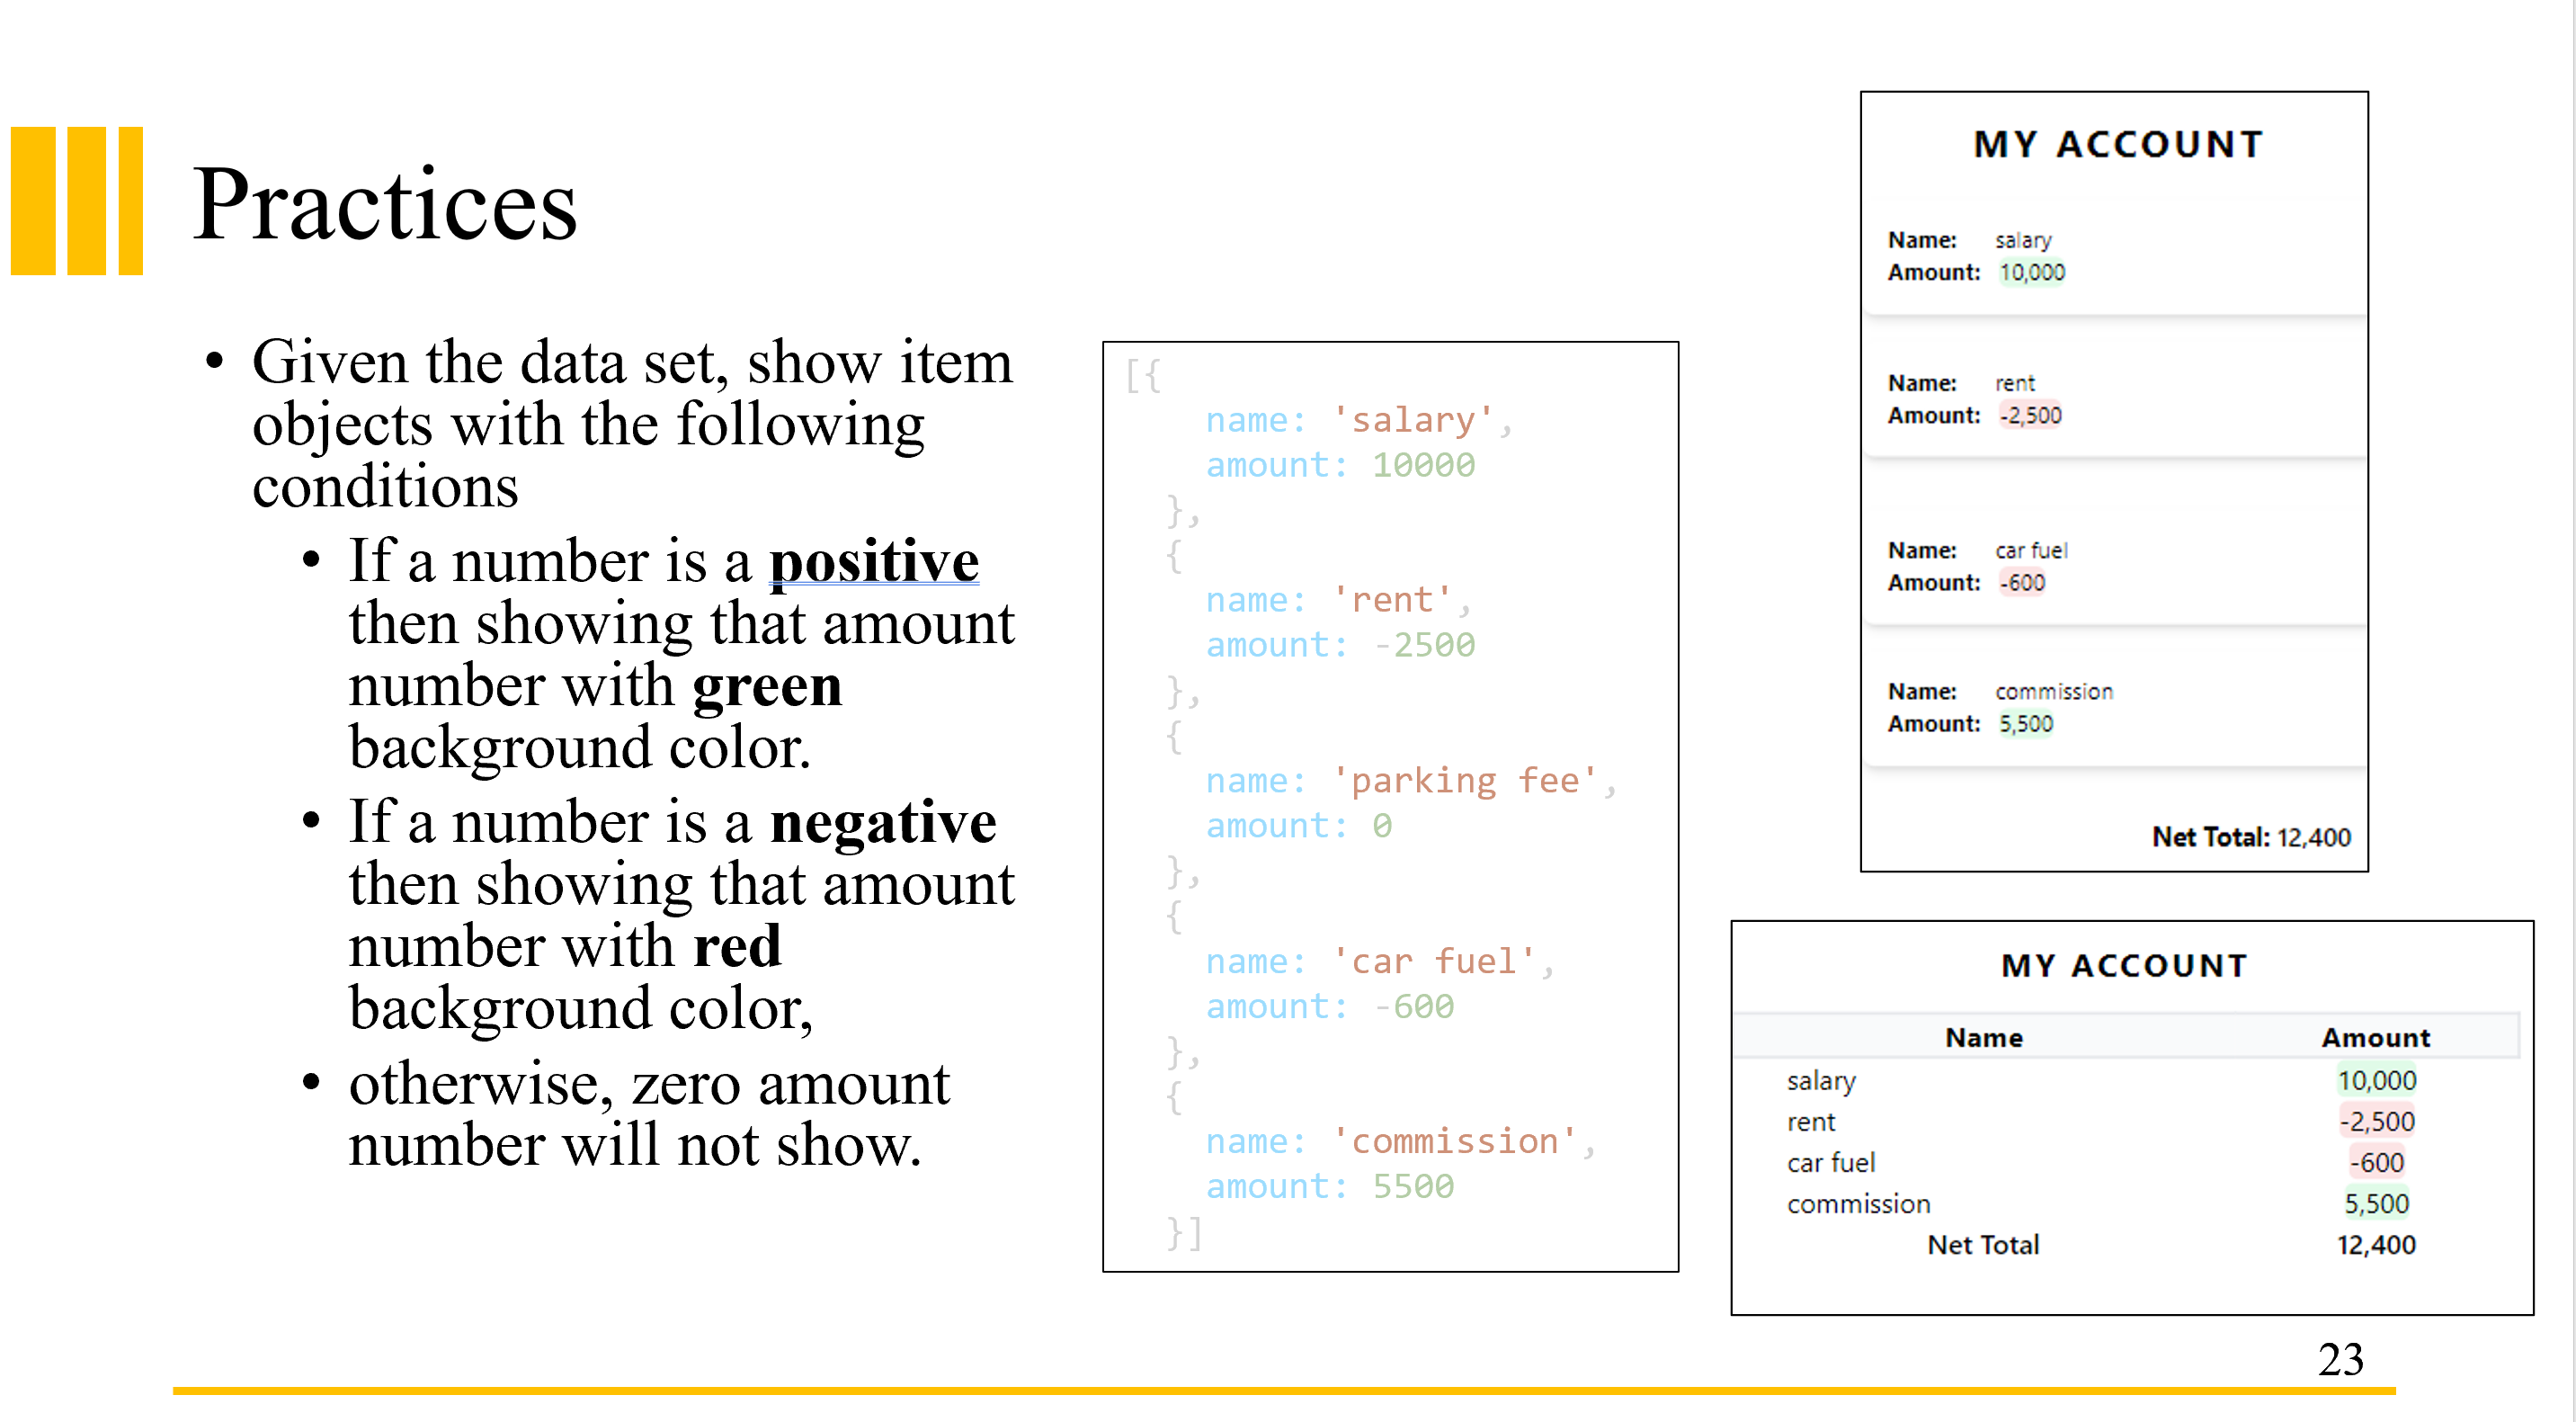 Practices
• Given the data set, show item
objects with the following
conditions
• If a number is a positive
then showing that amount
number with green
background color.
• If a number is a negative
then showing that amount
number with red
background color,
• otherwise, zero amount
number will not show.
[{
name: 'salary',
amount: 10000
},
{
name: 'rent',
amount: -2500
},
{
name: 'parking fee',
amount: 0
},
{
name: 'car fuel',
amount: -600
},
{
name: 'commission',
amount: 5500
}]
MY ACCOUNT
Name: salary
Amount: 10,000
Name: rent
Amount: -2,500
Name: car fuel
Amount: -600
Name: commission
Amount: 5,500
Net Total: 12,400
MY ACCOUNT
Name Amount
salary 10,000
rent -2,500
car fuel -600
commission 5,500
Net Total 12,400
23